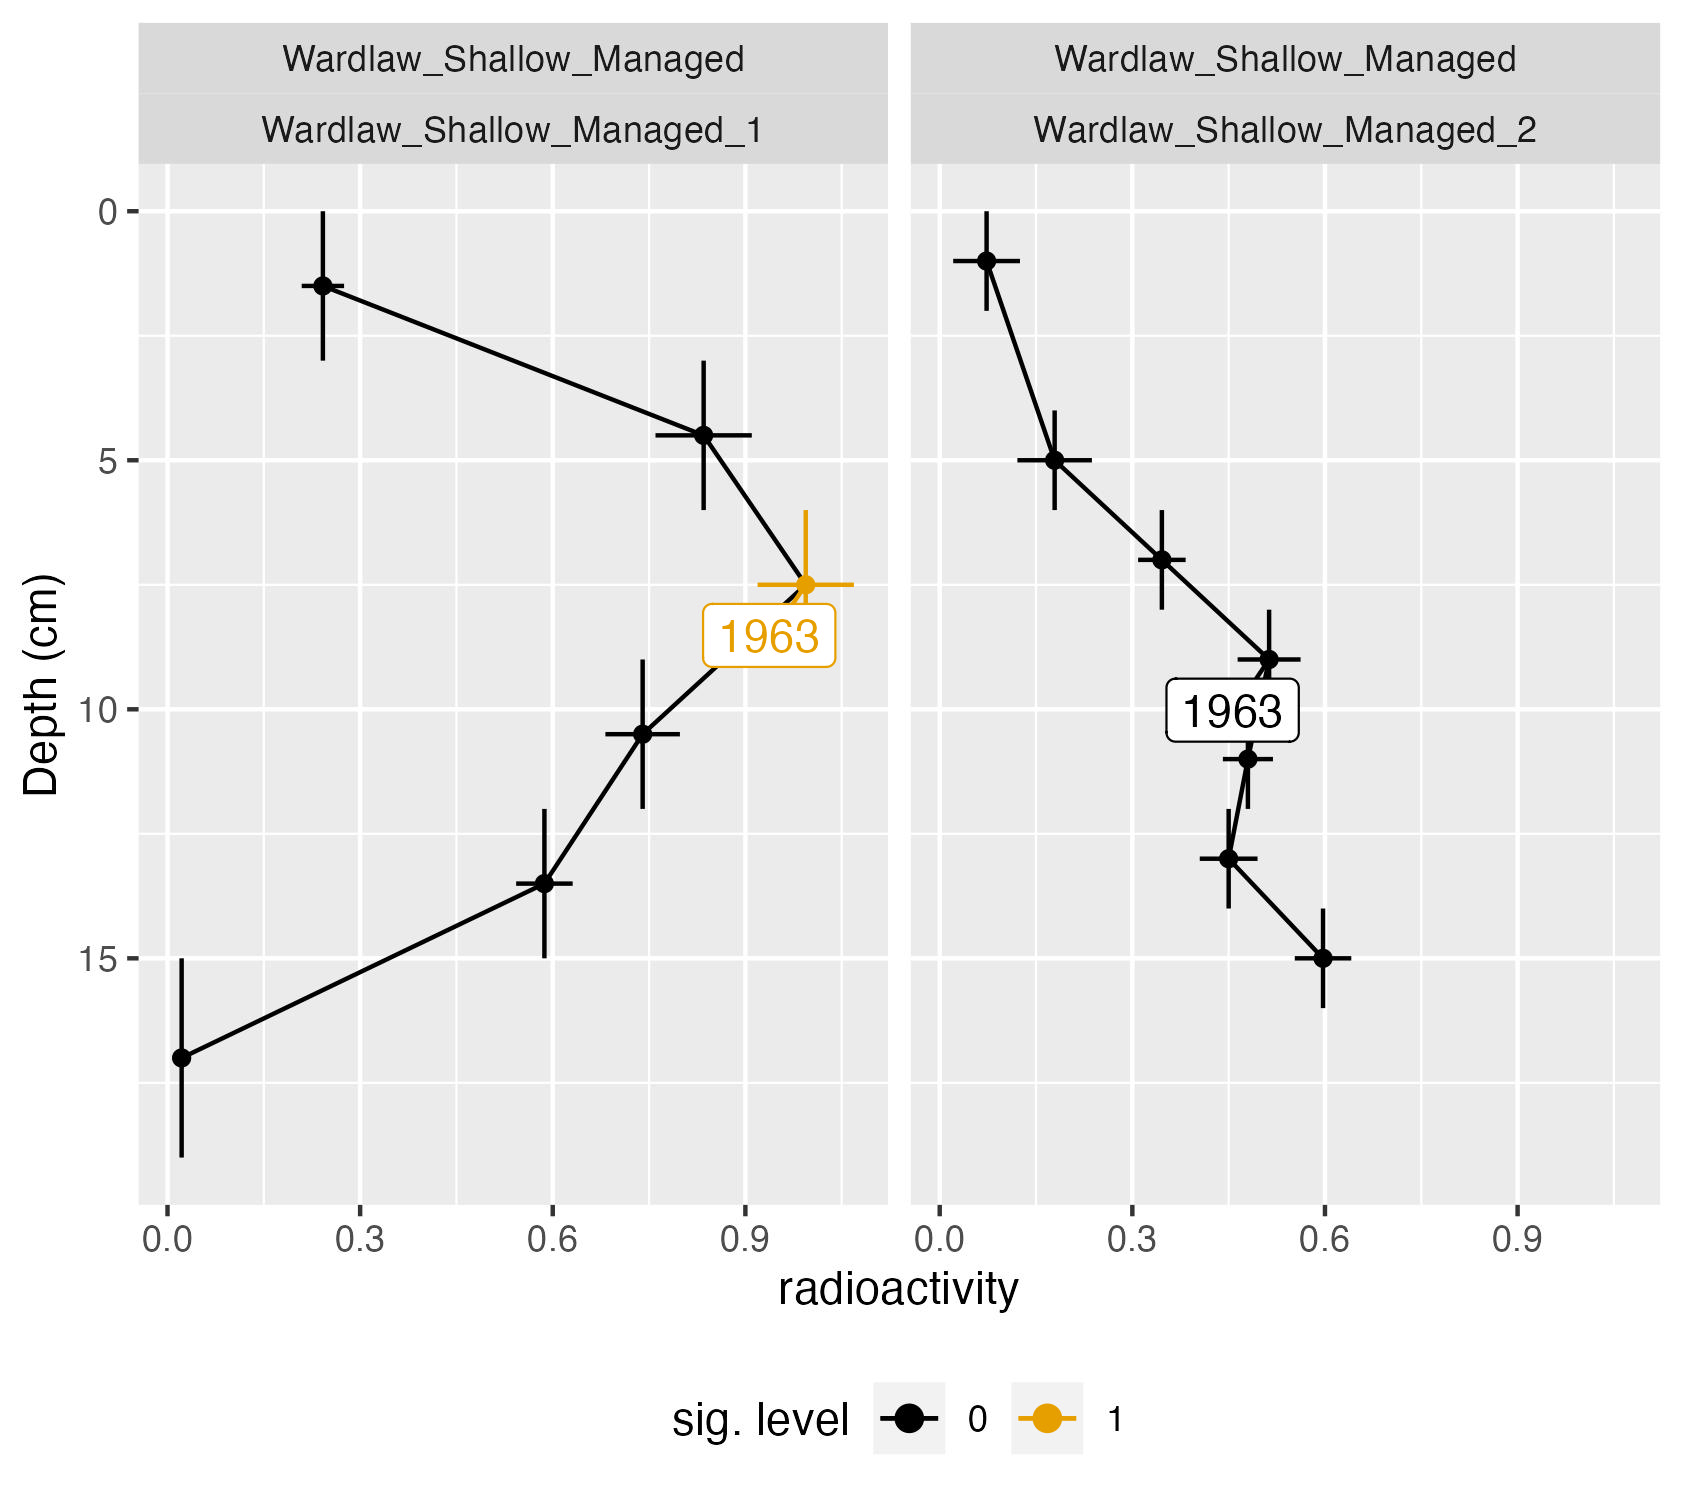 Wardlaw_Shallow_Managed Wardlaw_Shallow_Managed
Wardlaw_Shallow_Managed_1 Wardlaw_Shallow_Managed_2
0
5
10
15
Depth (cm)
1963
1963
0.0 0.3 0.6 0.9 0.0 0.3 0.6 0.9
radioactivity
sig. level 0 1